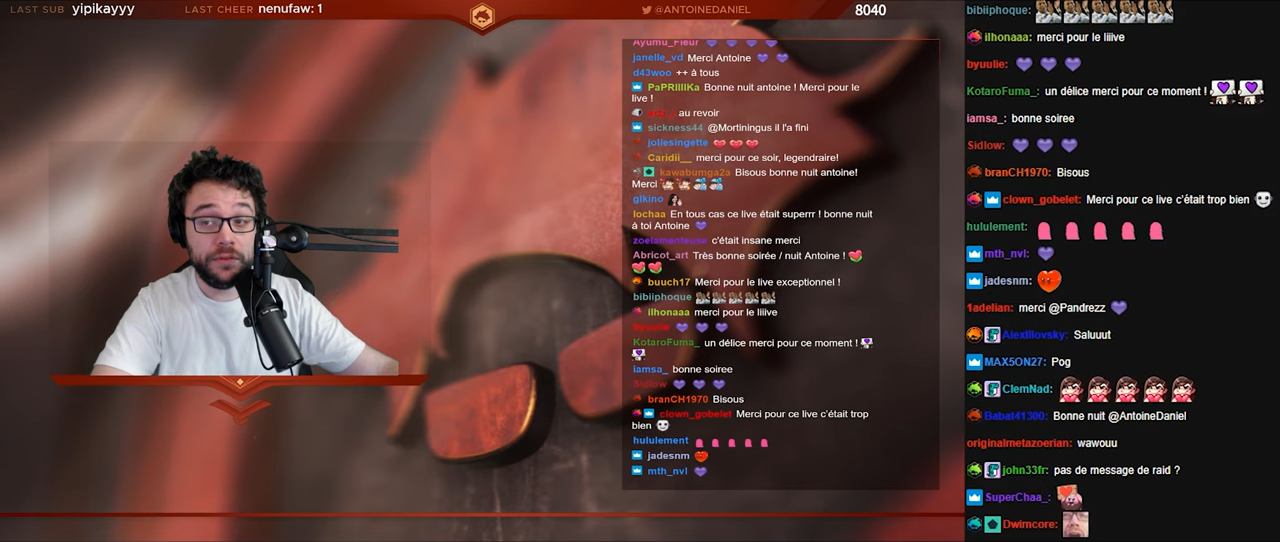 LAST SUB yipikayyy LAST CHEER nenufaw: 1 @ANTOINEDANIEL 8040
Ayumu_Fleur
janelle_vd Merci Antoine
d43woo ++ à tous
PaPRIIIIKa Bonne nuit antoine ! Merci pour le
live !
au revoir
sickness44 @Mortiningus il l'a fini
joliesingette
Caridii__ merci pour ce soir, legendraire!
kawabumga2a Bisous bonne nuit antoine!
Merci
glkino
lochaa En tous cas ce live était superrr ! bonne nuit
à toi Antoine
zoelamenteuse c'était insane merci
Abricot_art Très bonne soirée / nuit Antoine !
buuch17 Merci pour le live exceptionnel !
bibiiphoque
ilhonaaa merci pour le liiive
byuulie
KotaroFuma_ un délice merci pour ce moment !
iamsa_ bonne soiree
Sidlow
branCH1970 Bisous
clown_gobelet Merci pour ce live c'était trop
bien
hululement
jadesnm
mth_nvl
bibiiphoque:
ilhonaaa: merci pour le liiive
byuulie:
KotaroFuma_: un délice merci pour ce moment !
iamsa_: bonne soiree
Sidlow:
branCH1970: Bisous
clown_gobelet: Merci pour ce live c'était trop bien
hululement:
mth_nvl:
jadesnm:
1adelian: merci @Pandrezz
Alextilovsky: Saluuut
MAX5ON27: Pog
ClemNad:
Babat41300: Bonne nuit @AntoineDaniel
originalmetazoerian: wawouu
john33fr: pas de message de raid ?
SuperChaa_:
Dwimcore: